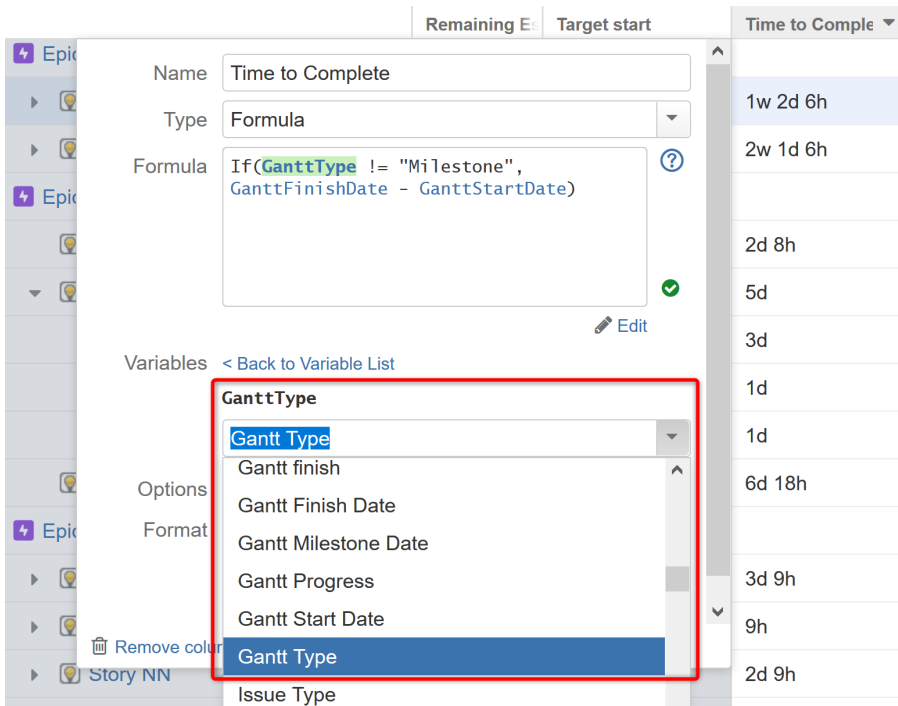 Remaining Es
Target start
Time to Comple
Epic
Name
Time to Complete
1w 2d 6h
Type
Formula
2w 1d 6h
Formula
If(GanttType != "Milestone",
GanttFinishDate - GanttStartDate)
Epic
2d 8h
5d
Edit
3d
Variables
< Back to Variable List
1d
GanttType
Gantt Type
1d
Gantt finish
Options
6d 18h
Gantt Finish Date
Epic
Format
Gantt Milestone Date
Gantt Progress
3d 9h
Gantt Start Date
9h
Remove colu
Gantt Type
Story NN
2d 9h
Issue Type